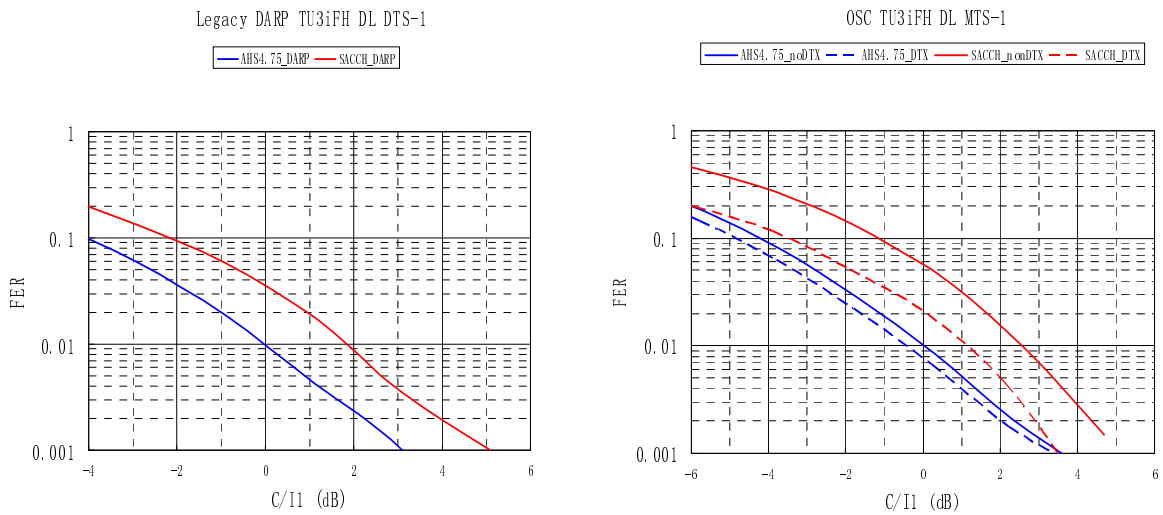 Legacy DARP TU3iFH DL DTS-1
AHS4.75_DARP SACCH_DARP
1
0.1
0.01
0.001
FER
-4 -2 0 2 4 6
C/I1 (dB)
OSC TU3iFH DL MTS-1
AHS4.75_noDTX AHS4.75_DTX SACCH_nonDTX SACCH_DTX
1
0.1
0.01
0.001
FER
-6 -4 -2 0 2 4 6
C/I1 (dB)